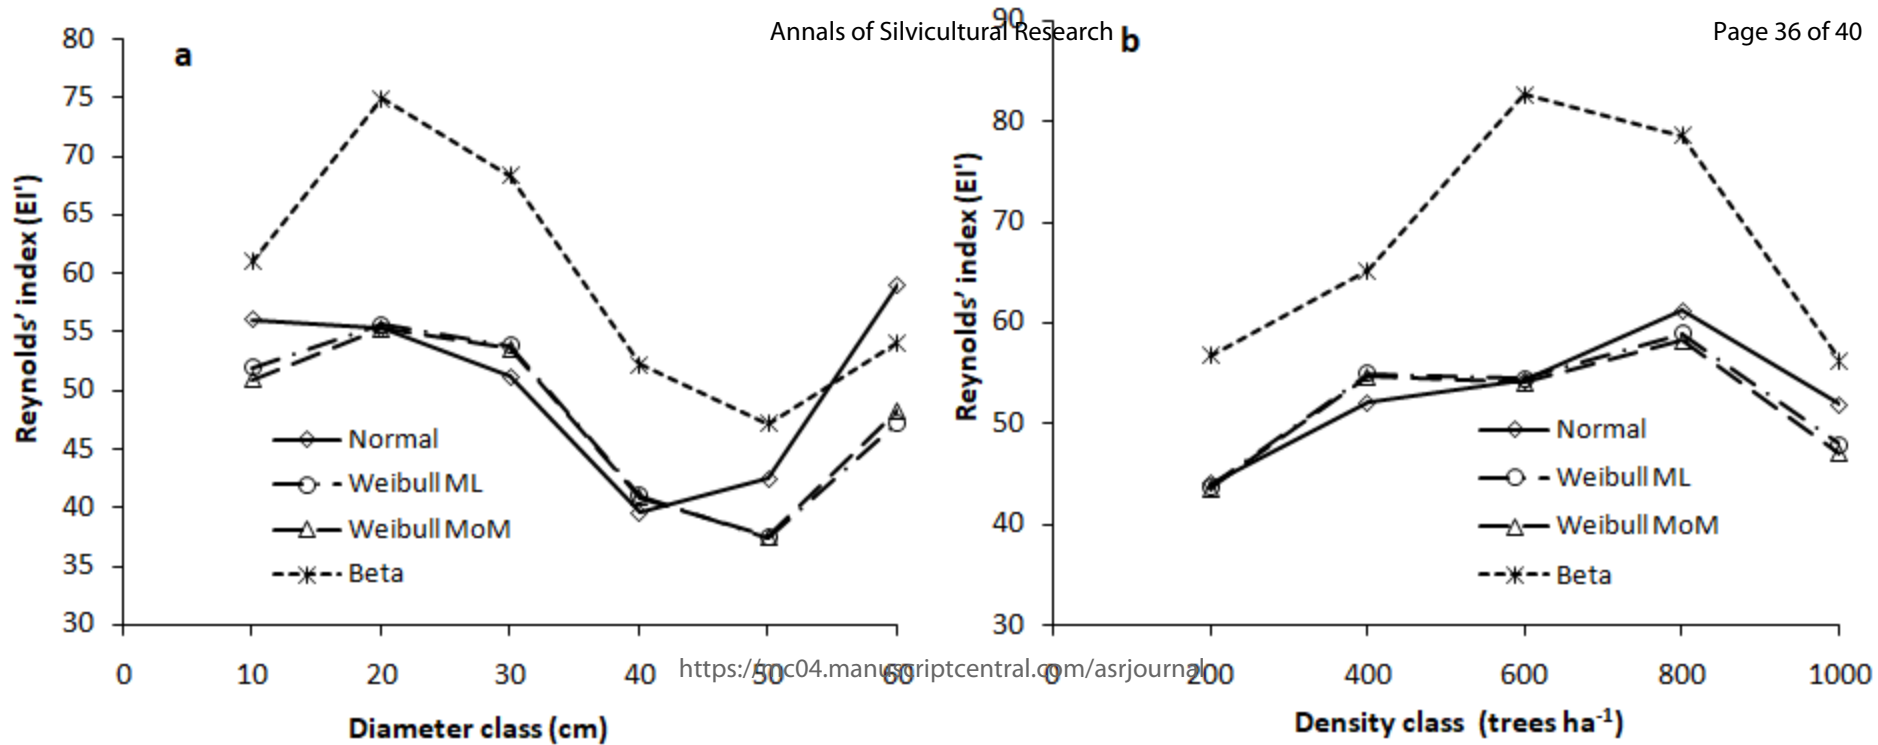 Annals of Silvicultural Research
Page 36 of 40
a
80
75
70
65
60
55
50
45
40
35
30
Reynolds’ index (EI')
Normal
Weibull ML
Weibull MoM
Beta
0 10 20 30 40 50 60
Diameter class (cm)
b
90
80
70
60
50
40
30
Reynolds’ index (EI')
Normal
Weibull ML
Weibull MoM
Beta
0 200 400 600 800 1000
Density class (trees ha-1)
https://mc04.manuscriptcentral.com/asrjournal